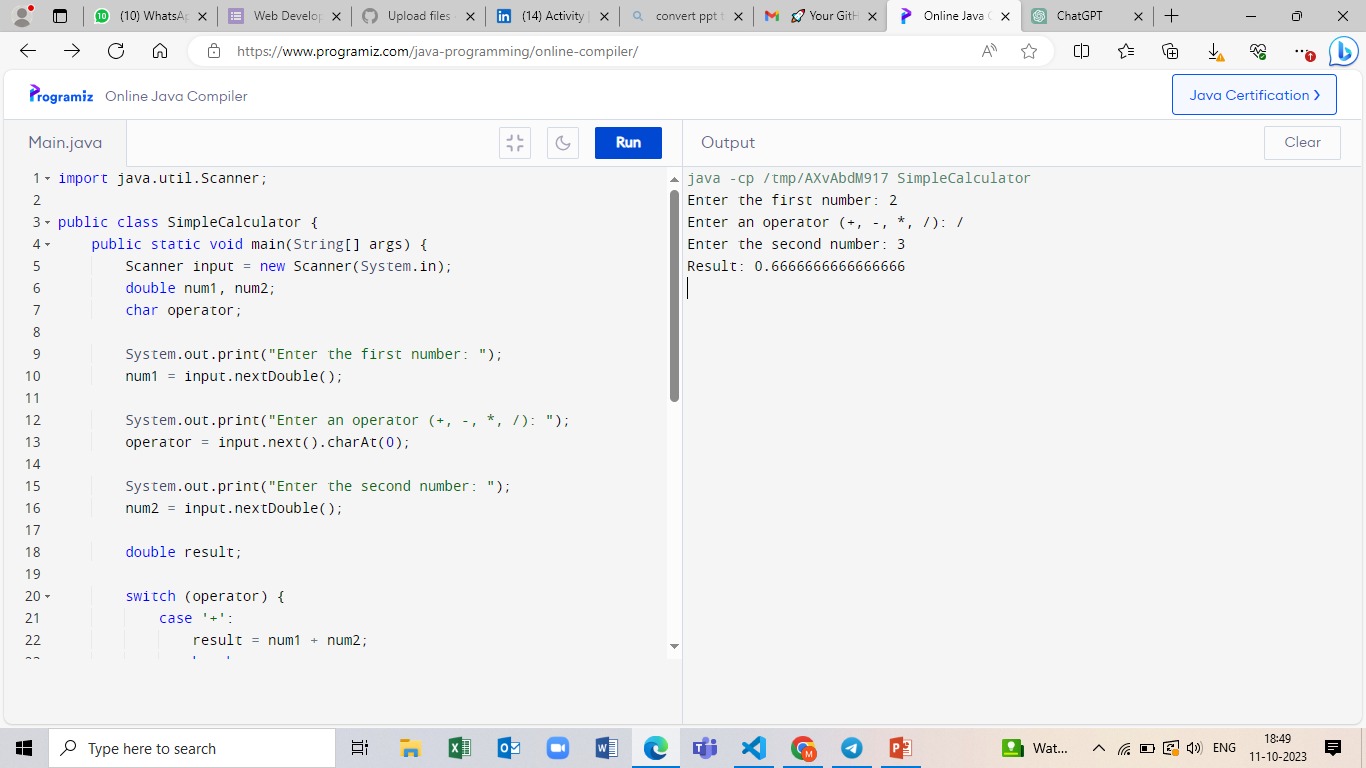 (10) WhatsAp
Web Develop
Upload files
(14) Activity |
convert ppt t
Your GitH
Online Java C
ChatGPT
https://www.programiz.com/java-programming/online-compiler/
Programiz Online Java Compiler
Java Certification ❯
Main.java
Run
Output
Clear
1 import java.util.Scanner;
2
3 public class SimpleCalculator {
4 public static void main(String[] args) {
5 Scanner input = new Scanner(System.in);
6 double num1, num2;
7 char operator;
8
9 System.out.print("Enter the first number: ");
10 num1 = input.nextDouble();
11
12 System.out.print("Enter an operator (+, -, *, /): ");
13 operator = input.next().charAt(0);
14
15 System.out.print("Enter the second number: ");
16 num2 = input.nextDouble();
17
18 double result;
19
20 switch (operator) {
21 case '+':
22 result = num1 + num2;
java -cp /tmp/AXvAbdM917 SimpleCalculator
Enter the first number: 2
Enter an operator (+, -, *, /): /
Enter the second number: 3
Result: 0.6666666666666666
Type here to search
Wat...
ENG
18:49
11-10-2023